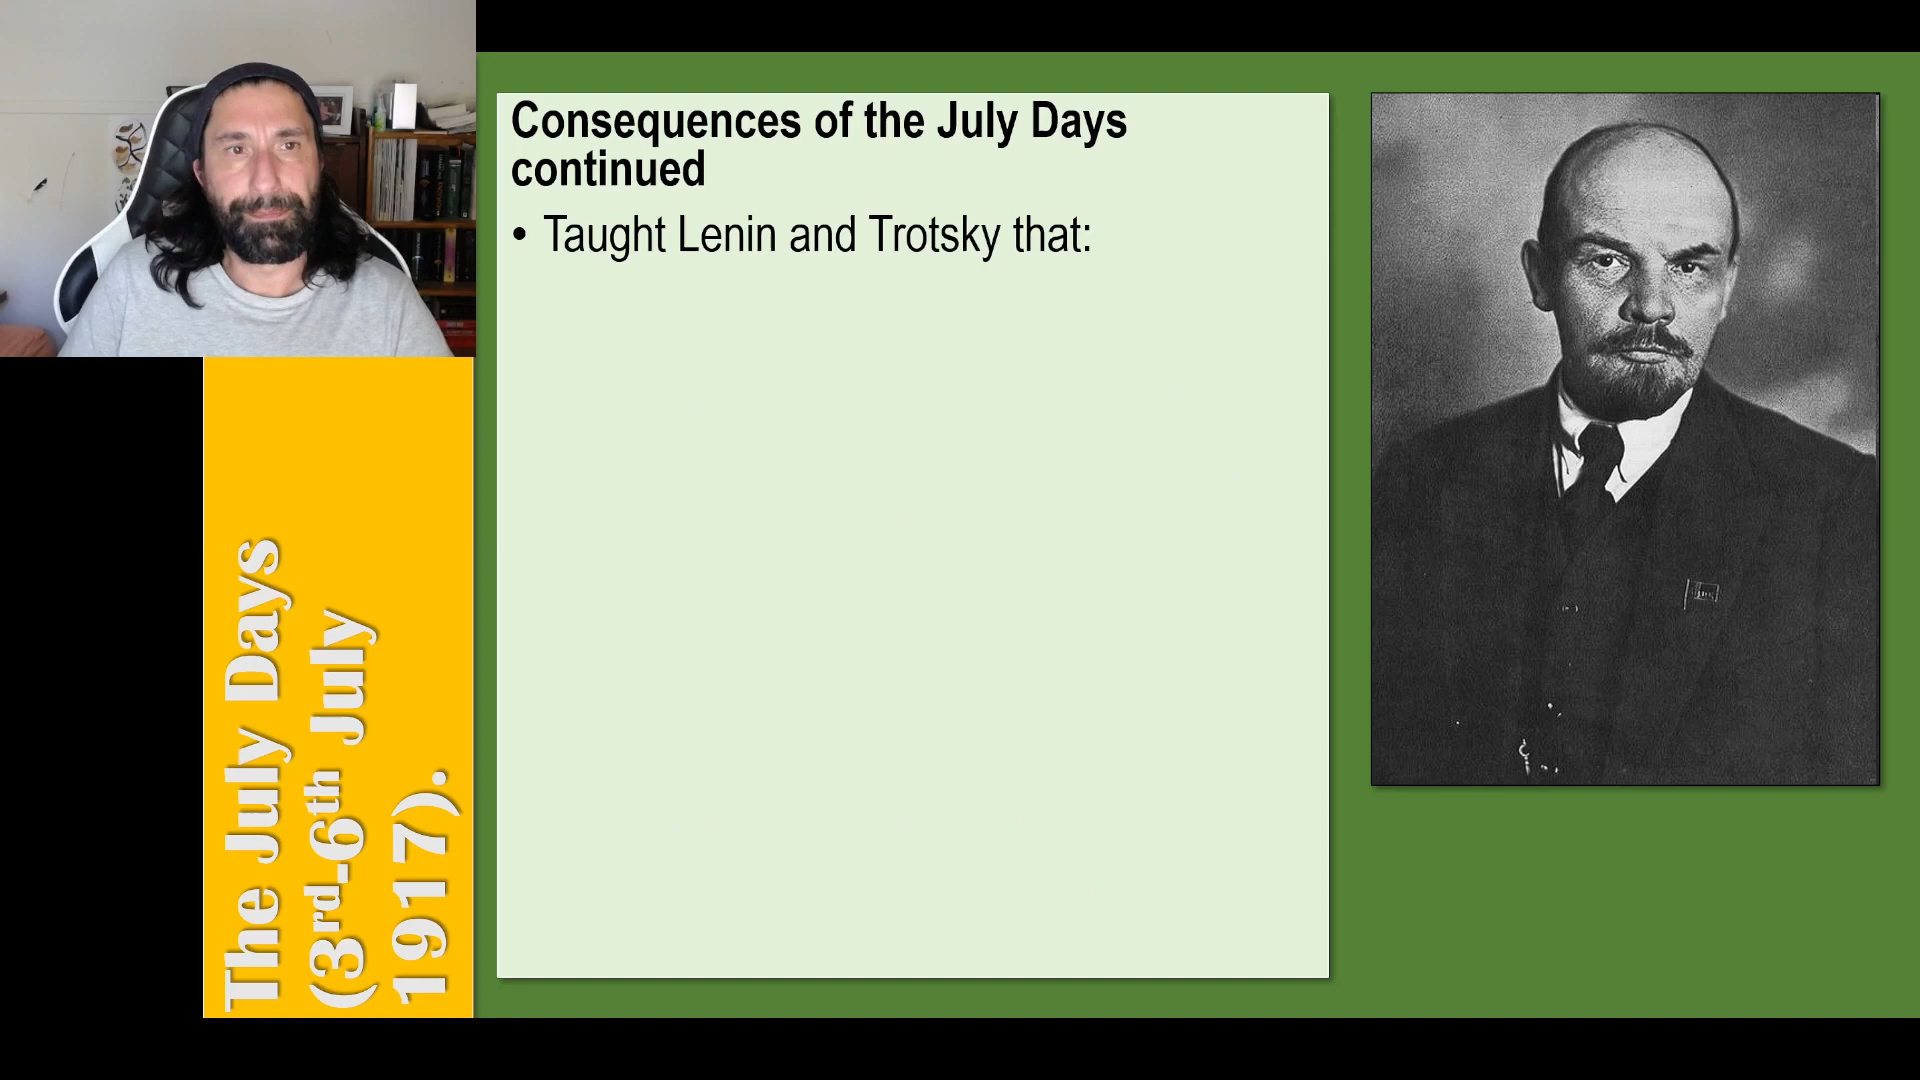 Consequences of the July Days
continued
• Taught Lenin and Trotsky that:
The July Days
(3rd-6th July
1917).